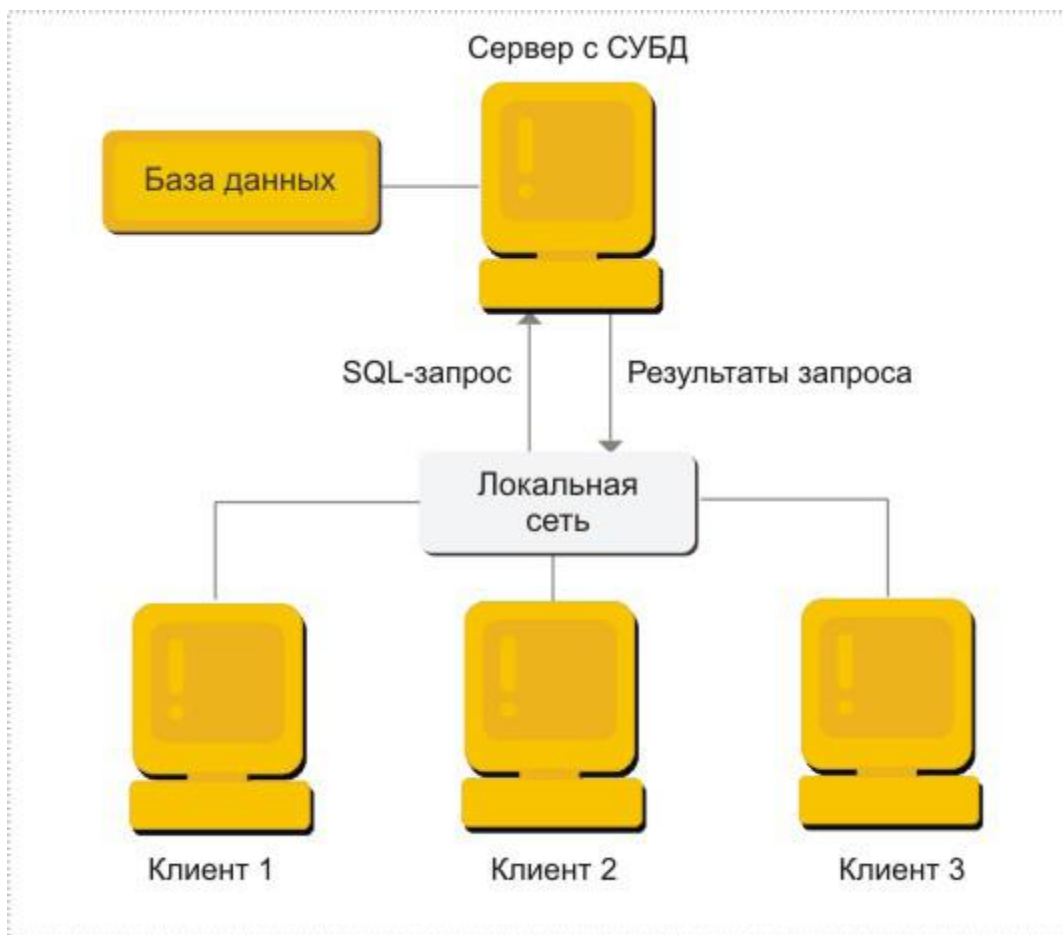 Сервер с СУБД
База данных
SQL-запрос
Результаты запроса
Локальная
сеть
Клиент 1
Клиент 2
Клиент 3